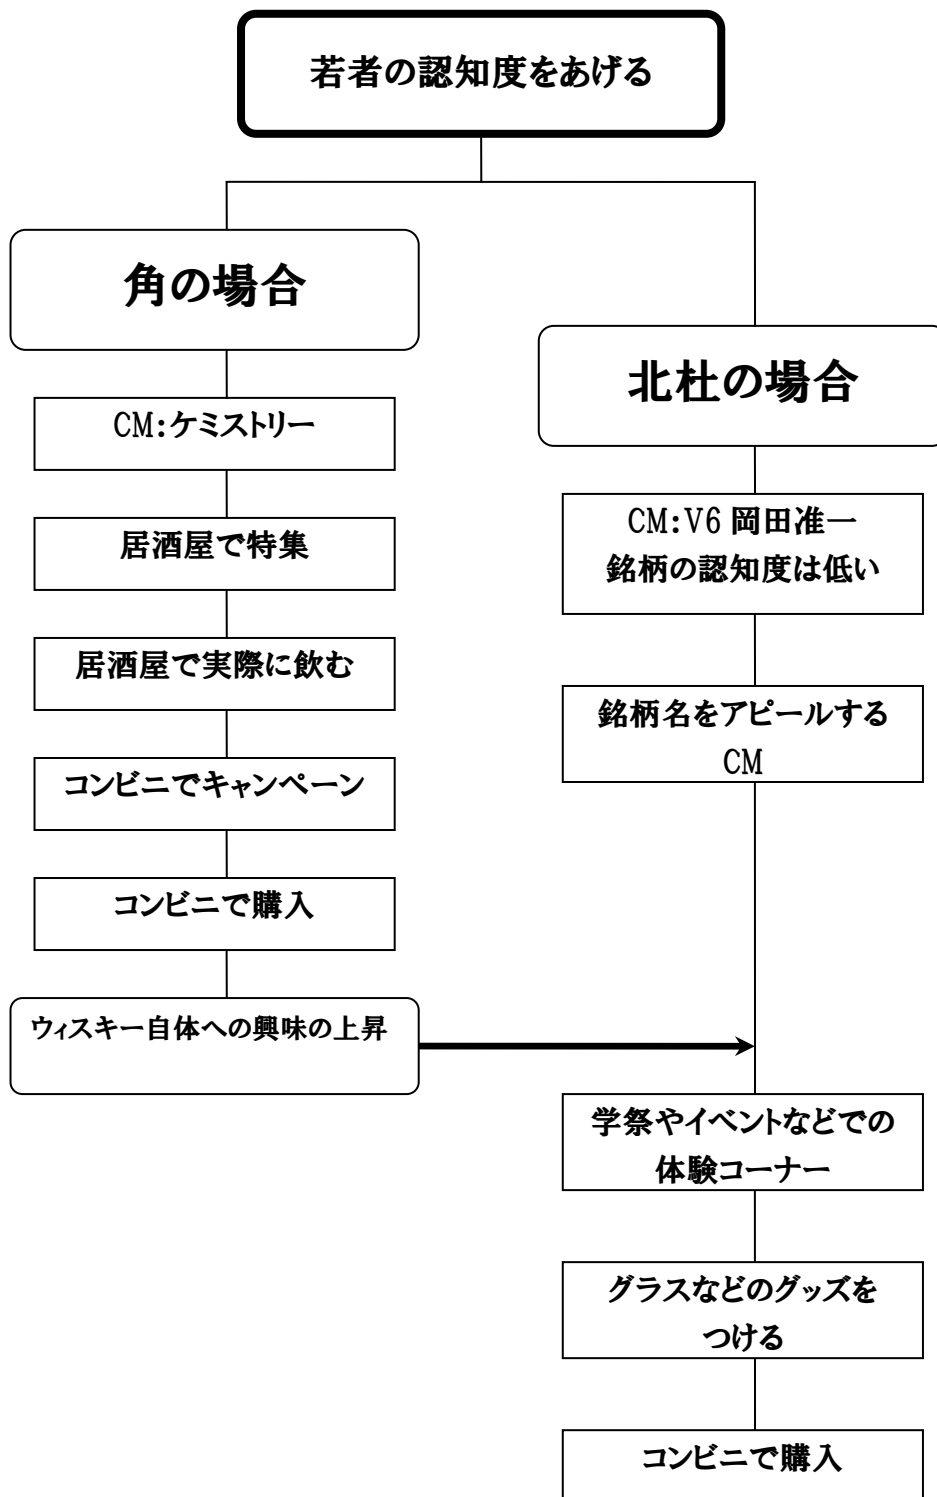 若者の認知度をあげる
角の場合
CM:ケミストリー
居酒屋で特集
居酒屋で実際に飲む
コンビニでキャンペーン
コンビニで購入
ウィスキー自体への興味の上昇
北杜の場合
CM:V6 岡田准一
銘柄の認知度は低い
銘柄名をアピールする
CM
学祭やイベントなどでの
体験コーナー
グラスなどのグッズを
つける
コンビニで購入